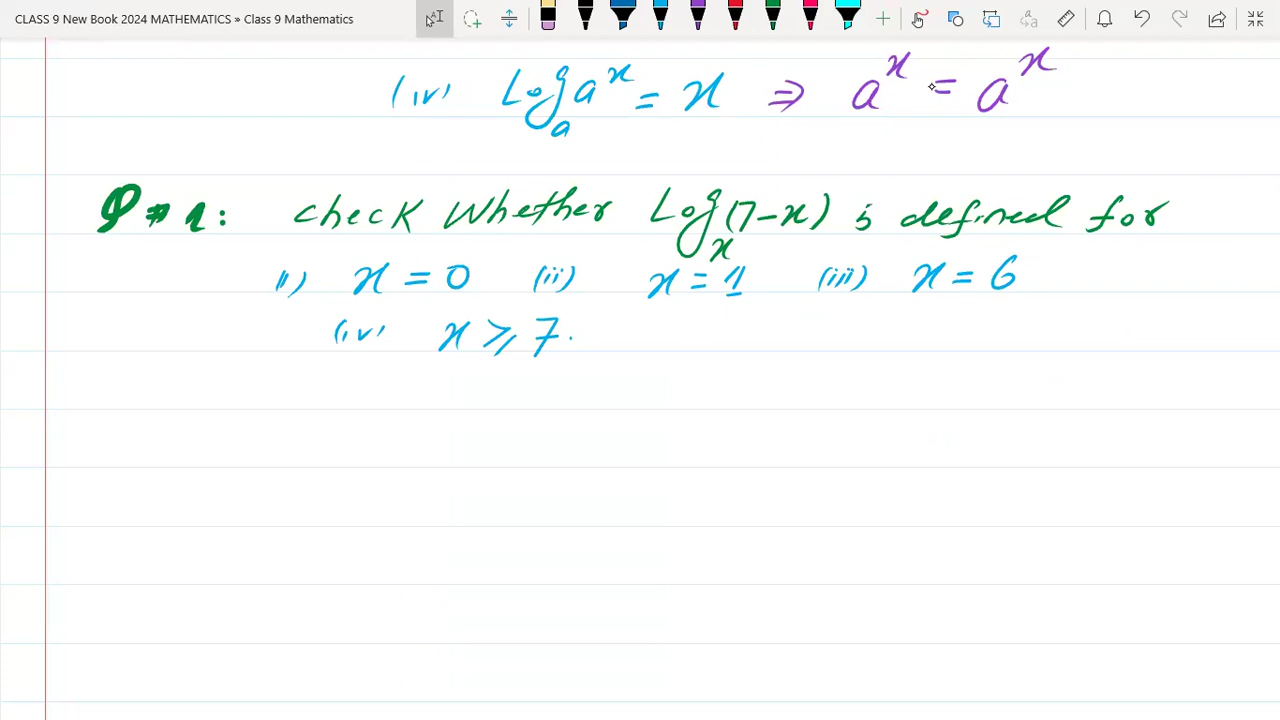 CLASS 9 New Book 2024 MATHEMATICS » Class 9 Mathematics
(iv) Log_a a^x = x ⇒ a^x = a^x
Q # 1: check Whether Log_x (7-x) is defined for
i) x = 0 (ii) x = 1 (iii) x = 6
(iv) x ⩾ 7.